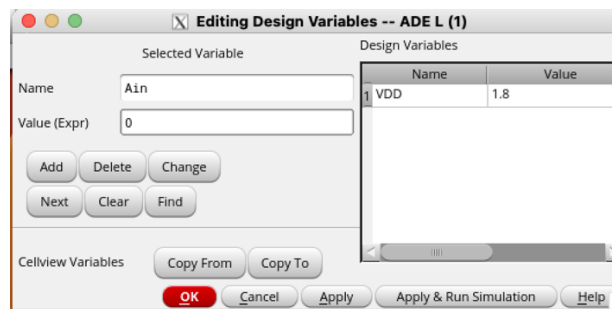 Editing Design Variables -- ADE L (1)
Selected Variable
Name Ain
Value (Expr) 0
Add Delete Change
Next Clear Find
Cellview Variables Copy From Copy To
Design Variables
Name Value
1 VDD 1.8
OK Cancel Apply Apply & Run Simulation Help